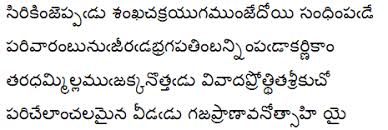 సిరికింజెప్పఁడు శంఖచక్రయుగముంజేదోయి సంధింపఁడే
పరివారంబునుఁజీరఁడభ్రగపతింబన్నింపఁడాకర్ణికాం
తరధమ్మిల్లముఁజక్కనొత్తఁడు వివాదప్రోత్థితశ్రీకుచో
పరిచేలాంచలమైన వీడఁడు గజప్రాణావనోత్సాహి యై